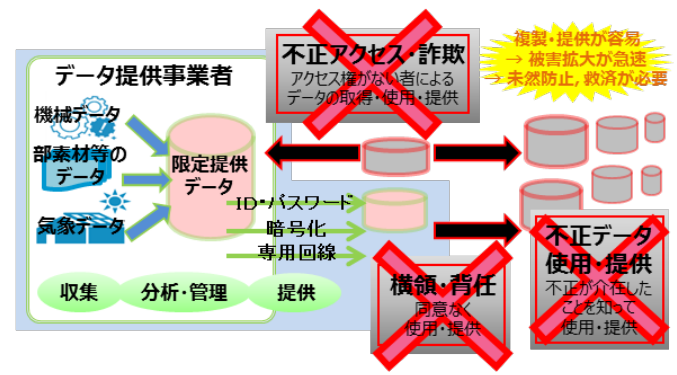 不正アクセス・詐欺
アクセス権がない者による
データの取得・使用・提供
複製・提供が容易
→ 被害拡大が急速
→ 未然防止，救済が必要
データ提供事業者
機械データ
部素材等の
データ
気象データ
限定提供
データ
ID・パスワード
暗号化
専用回線
収集
分析・管理
提供
横領・背任
同意なく
使用・提供
不正データ
使用・提供
不正が介在した
ことを知って
使用・提供